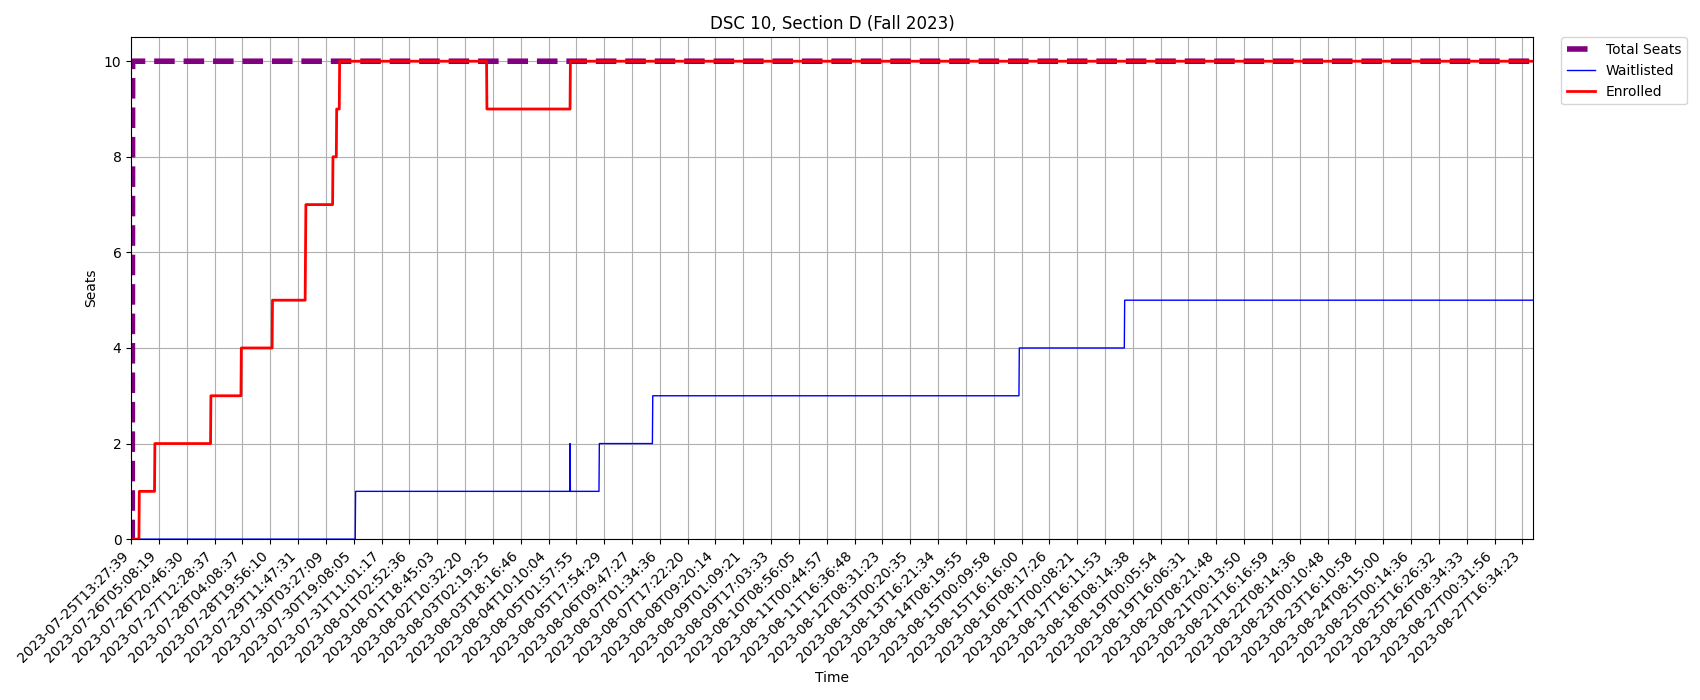 DSC 10, Section D (Fall 2023)
Total Seats
Waitlisted
Enrolled
10
8
6
4
2
0
Seats
2023-07-25T13:27:39
2023-07-26T05:08:19
2023-07-26T20:46:30
2023-07-27T12:28:37
2023-07-28T04:08:37
2023-07-28T19:56:10
2023-07-29T11:47:31
2023-07-30T03:27:09
2023-07-30T19:08:05
2023-07-31T11:01:17
2023-08-01T02:52:36
2023-08-01T18:45:03
2023-08-02T10:32:20
2023-08-03T02:19:25
2023-08-03T18:16:46
2023-08-04T10:10:04
2023-08-05T01:57:55
2023-08-05T17:54:29
2023-08-06T09:47:27
2023-08-07T01:34:36
2023-08-07T17:22:20
2023-08-08T09:20:14
2023-08-09T01:09:21
2023-08-09T17:03:33
2023-08-10T08:56:05
2023-08-11T00:44:57
2023-08-11T16:36:48
2023-08-12T08:31:23
2023-08-13T00:20:35
2023-08-13T16:21:34
2023-08-14T08:19:55
2023-08-15T00:09:58
2023-08-15T16:16:00
2023-08-16T08:17:26
2023-08-17T00:08:21
2023-08-17T16:11:53
2023-08-18T08:14:38
2023-08-19T00:05:54
2023-08-19T16:06:31
2023-08-20T08:21:48
2023-08-21T00:13:50
2023-08-21T16:16:59
2023-08-22T08:14:36
2023-08-23T00:10:48
2023-08-23T16:10:58
2023-08-24T08:15:00
2023-08-25T00:14:36
2023-08-25T16:26:32
2023-08-26T08:34:33
2023-08-27T00:31:56
2023-08-27T16:34:23
Time